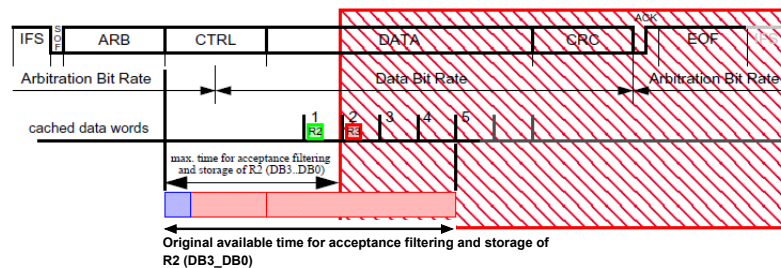 ACK
IFS SOF ARB CTRL DATA CRC EOF IFS
Arbitration Bit Rate Data Bit Rate Arbitration Bit Rate
1 2 3 4 5
cached data words R2 R3
max. time for acceptance filtering
and storage of R2 (DB3..DB0)
Original available time for acceptance filtering and storage of
R2 (DB3_DB0)